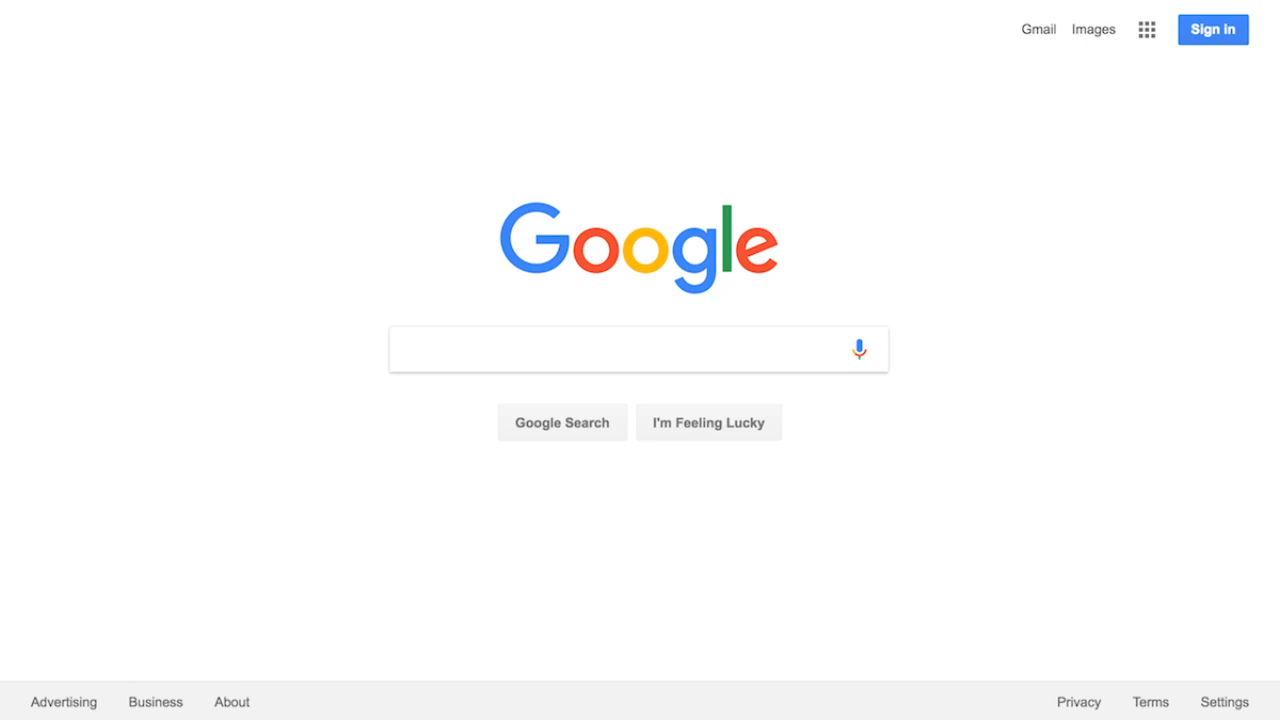 Gmail Images Sign in
Google
Google Search I'm Feeling Lucky
Advertising Business About Privacy Terms Settings